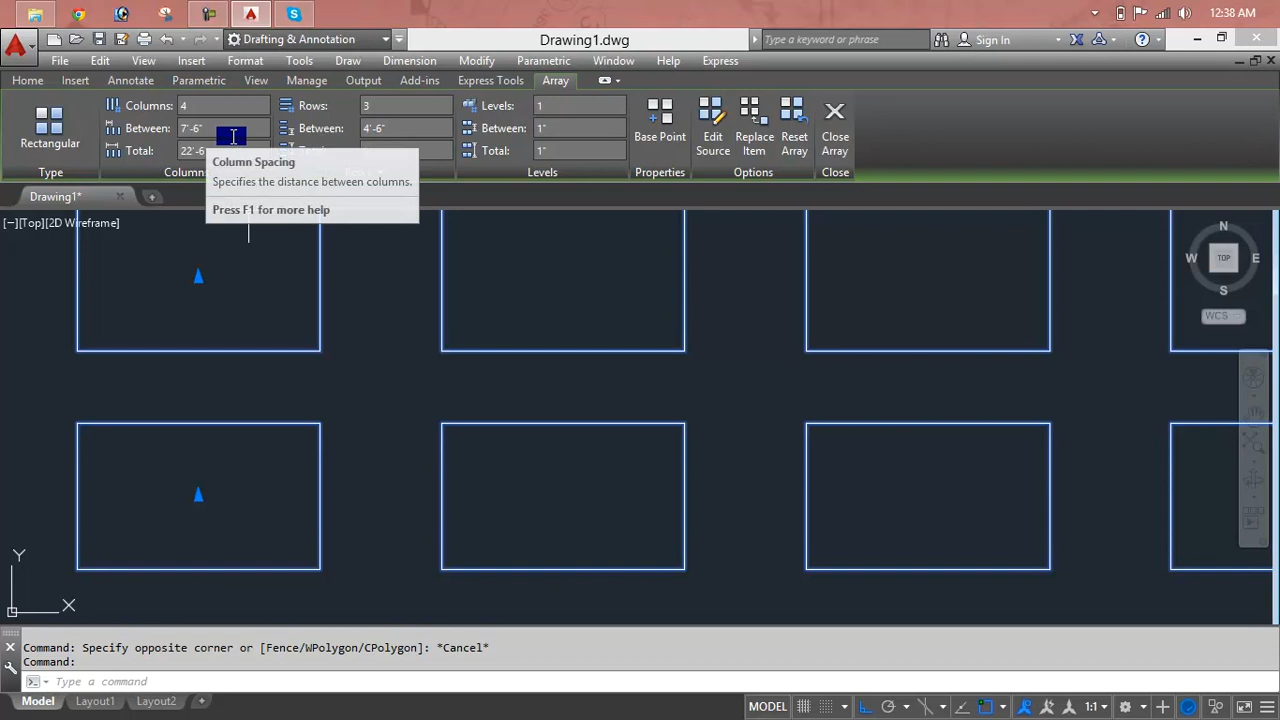 12:38 AM
Drafting & Annotation
Drawing1.dwg
Type a keyword or phrase
Sign In
File Edit View Insert Format Tools Draw Dimension Modify Parametric Window Help Express
Home Insert Annotate Parametric View Manage Output Add-ins Express Tools Array
Columns: 4 Rows: 3 Levels: 1
Between: 7'-6" Between: 4'-6" Between: 1"
Total: 22'-6 Total: 1"
Rectangular
Base Point
Edit Source
Replace Item
Reset Array
Close Array
Type Levels Properties Options Close
Column Spacing
Specifies the distance between columns.
Press F1 for more help
Drawing1*
[−][Top][2D Wireframe]
N
W TOP E
S
WCS
Y
X
Command: Specify opposite corner or [Fence/WPolygon/CPolygon]: *Cancel*
Command:
Type a command
Model Layout1 Layout2
MODEL 1:1